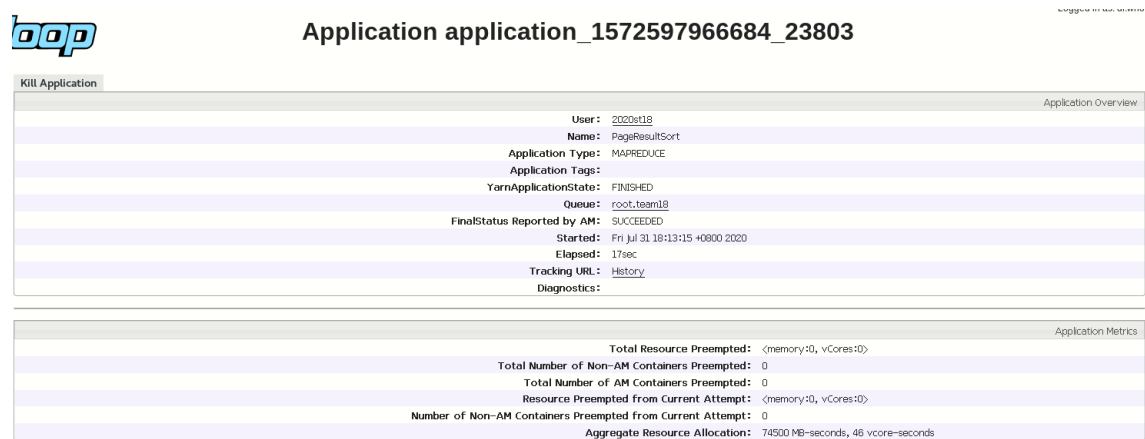 oop
Application application_1572597966684_23803
Kill Application
Application Overview
User: 2020st18
Name: PageResultSort
Application Type: MAPREDUCE
Application Tags:
YarnApplicationState: FINISHED
Queue: root.team18
FinalStatus Reported by AM: SUCCEEDED
Started: Fri Jul 31 18:13:15 +0800 2020
Elapsed: 17sec
Tracking URL: History
Diagnostics:
Application Metrics
Total Resource Preempted: <memory:0, vCores:0>
Total Number of Non-AM Containers Preempted: 0
Total Number of AM Containers Preempted: 0
Resource Preempted from Current Attempt: <memory:0, vCores:0>
Number of Non-AM Containers Preempted from Current Attempt: 0
Aggregate Resource Allocation: 74500 MB-seconds, 46 vcore-seconds